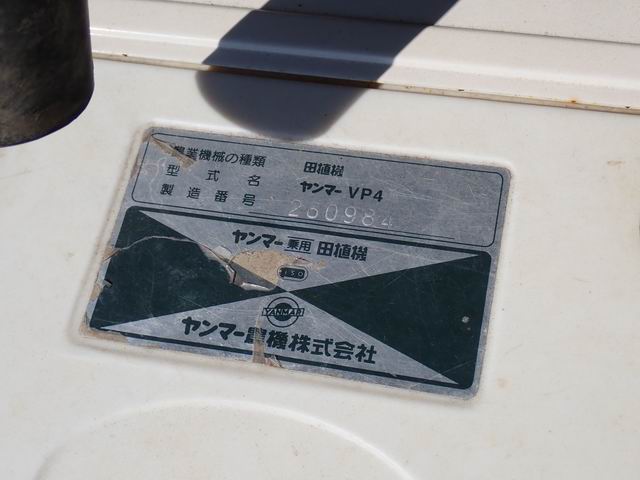 農業機械の種類 田植機
型式名 ヤンマー VP4
製造番号 260984
ヤンマー 乗用 田植機
YANMAR
ヤンマー農機株式会社